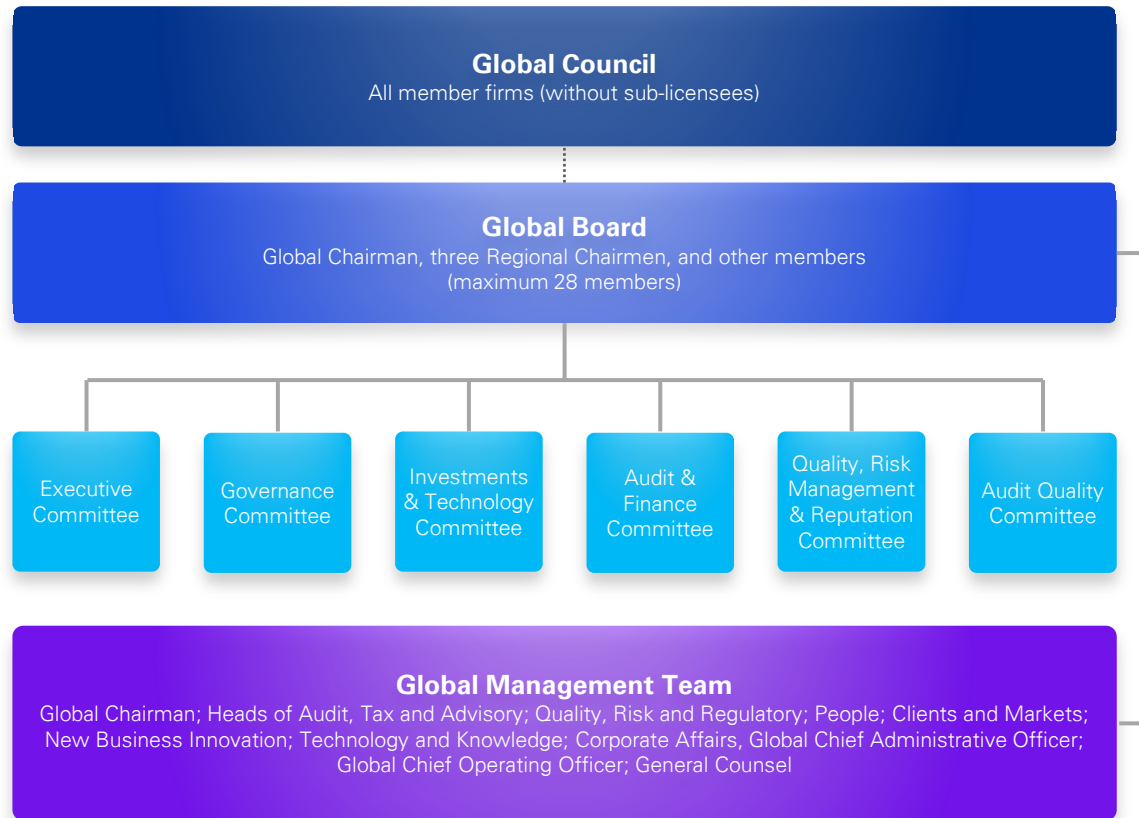 Global Council
All member firms (without sub-licensees)
Global Board
Global Chairman, three Regional Chairmen, and other members
(maximum 28 members)
Executive
Committee
Governance
Committee
Investments
& Technology
Committee
Audit &
Finance
Committee
Quality, Risk
Management
& Reputation
Committee
Audit Quality
Committee
Global Management Team
Global Chairman; Heads of Audit, Tax and Advisory; Quality, Risk and Regulatory; People; Clients and Markets;
New Business Innovation; Technology and Knowledge; Corporate Affairs, Global Chief Administrative Officer;
Global Chief Operating Officer; General Counsel